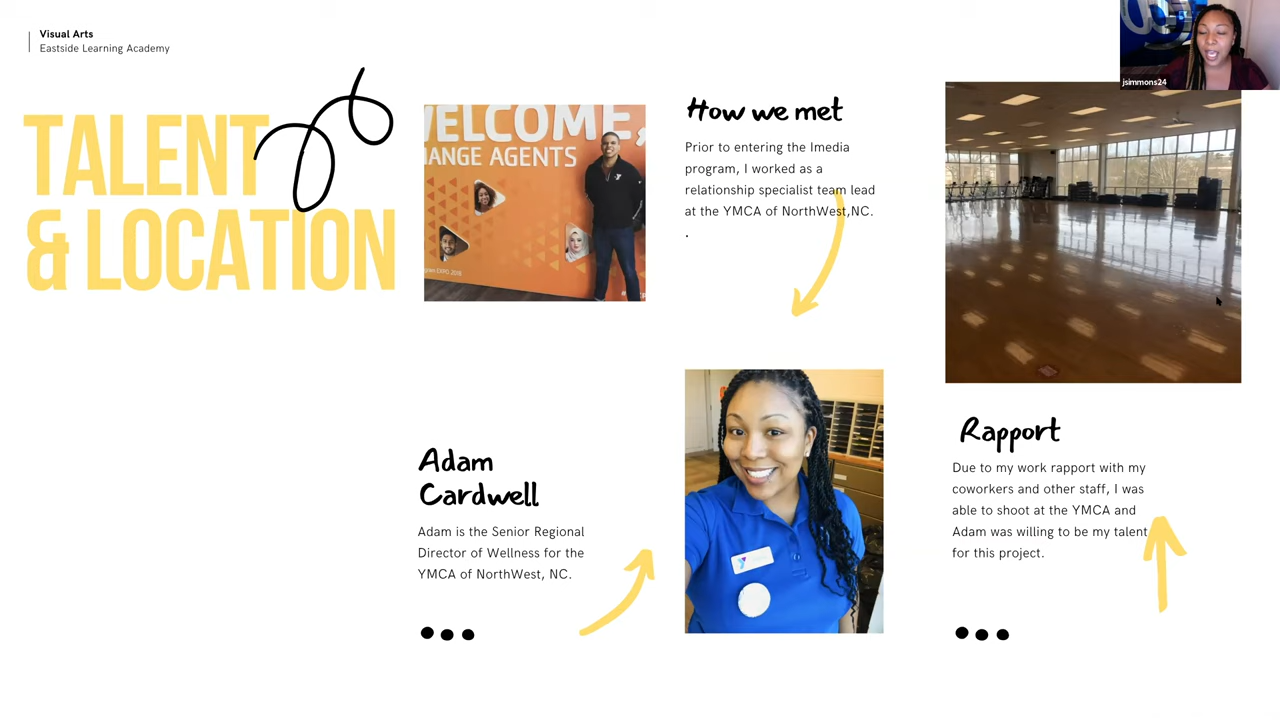 Visual Arts
Eastside Learning Academy
TALENT
& LOCATION
WELCOME,
HANGE AGENTS
How we met
Prior to entering the Imedia
program, I worked as a
relationship specialist team lead
at the YMCA of NorthWest,NC.
.
jsimmons24
Adam
Cardwell
Adam is the Senior Regional
Director of Wellness for the
YMCA of NorthWest, NC.
Rapport
Due to my work rapport with my
coworkers and other staff, I was
able to shoot at the YMCA and
Adam was willing to be my talent
for this project.